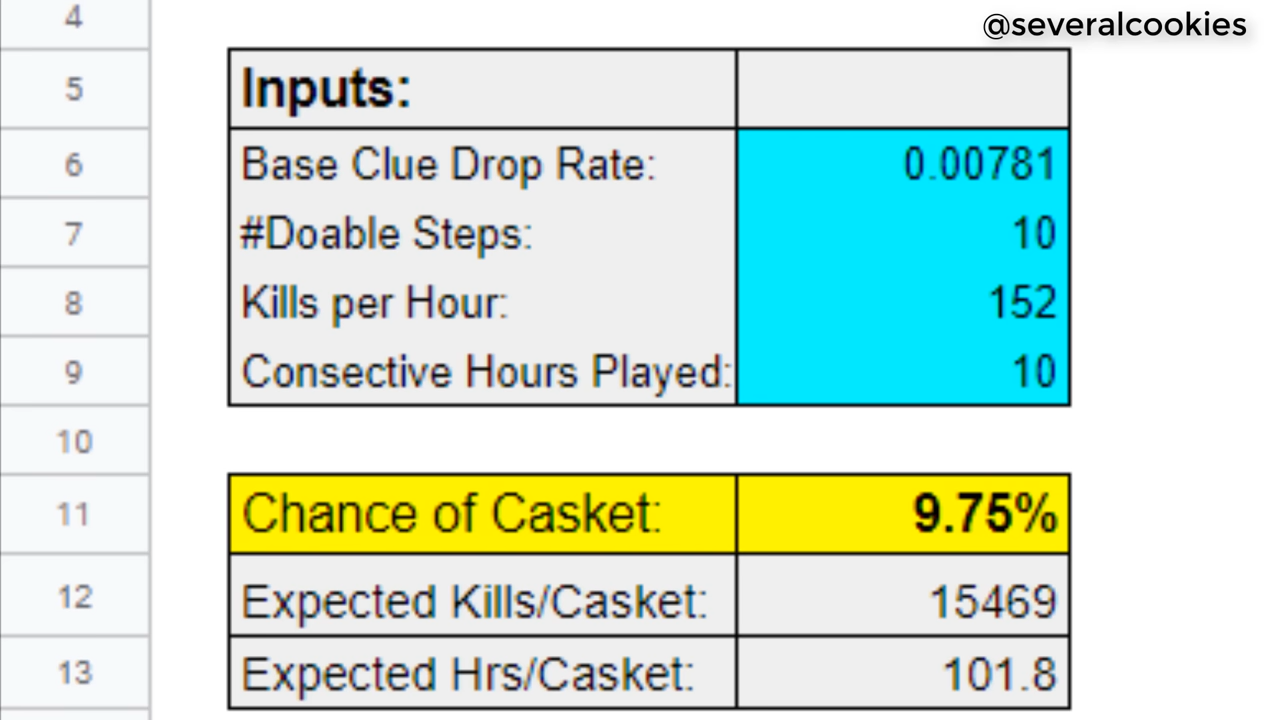 @severalcookies
4
5 Inputs:
6 Base Clue Drop Rate: 0.00781
7 #Doable Steps: 10
8 Kills per Hour: 152
9 Consective Hours Played: 10
10
11 Chance of Casket: 9.75%
12 Expected Kills/Casket: 15469
13 Expected Hrs/Casket: 101.8